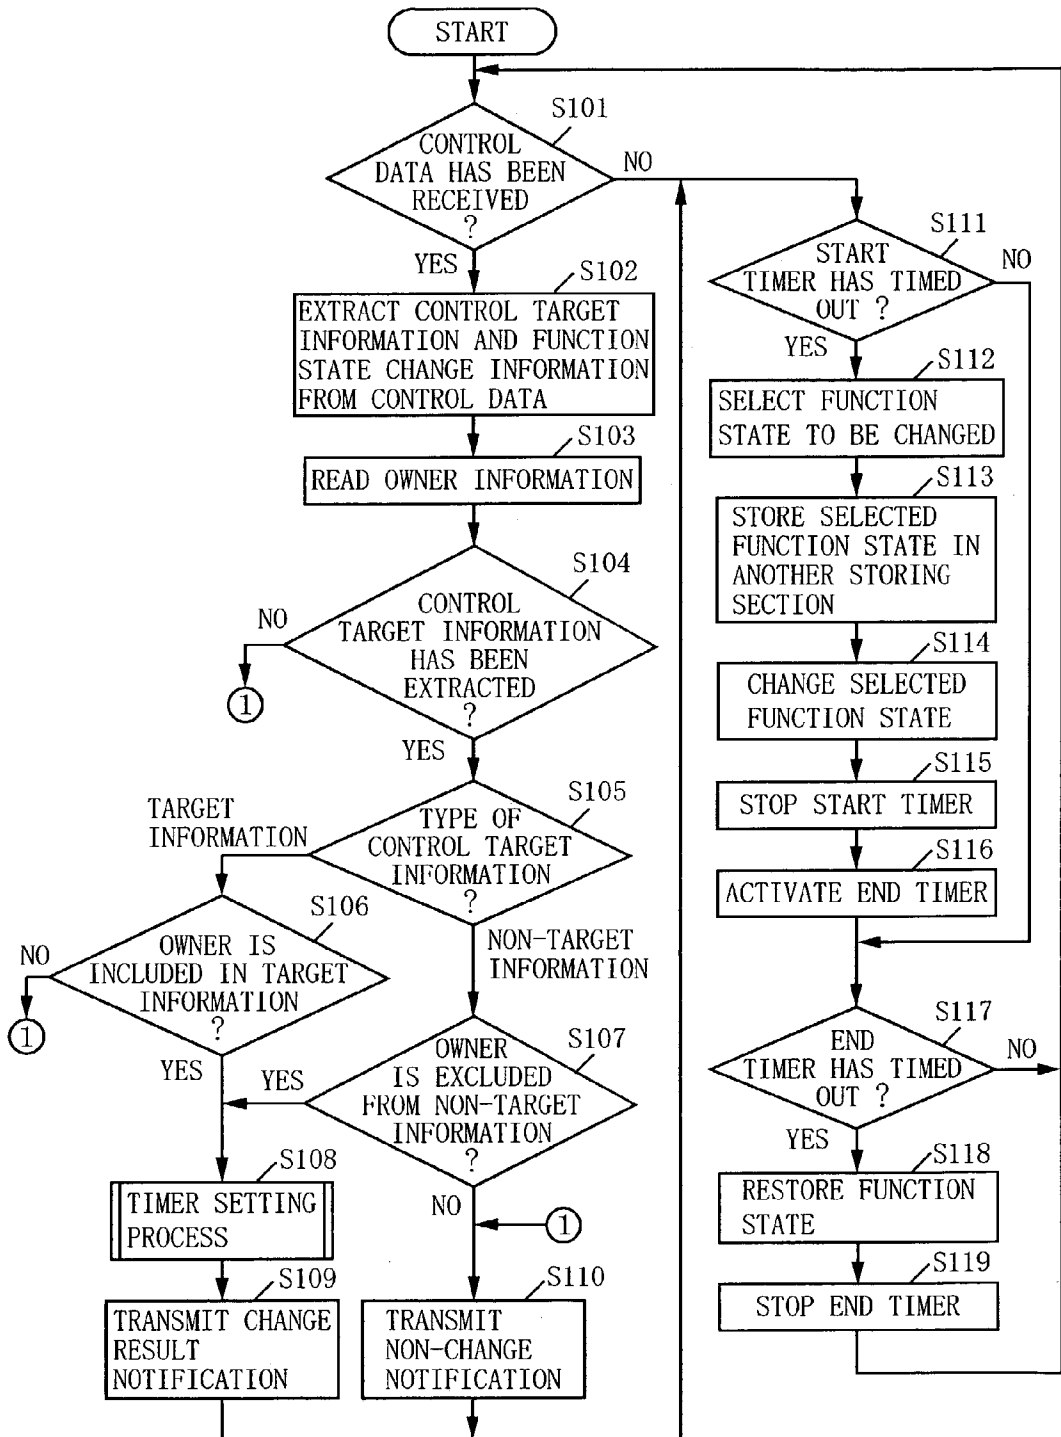 START
S101
CONTROL
DATA HAS BEEN
RECEIVED
?
NO
YES
S102
EXTRACT CONTROL TARGET
INFORMATION AND FUNCTION
STATE CHANGE INFORMATION
FROM CONTROL DATA
S103
READ OWNER INFORMATION
S104
CONTROL
TARGET INFORMATION
HAS BEEN
EXTRACTED
?
NO
1
YES
S105
TYPE OF
CONTROL TARGET
INFORMATION
?
TARGET
INFORMATION
NON-TARGET
INFORMATION
S106
OWNER IS
INCLUDED IN TARGET
INFORMATION
?
NO
1
YES
S107
OWNER
IS EXCLUDED
FROM NON-TARGET
INFORMATION
?
YES
NO
1
S108
TIMER SETTING
PROCESS
S109
TRANSMIT CHANGE
RESULT
NOTIFICATION
S110
TRANSMIT
NON-CHANGE
NOTIFICATION
S111
START
TIMER HAS TIMED
OUT ?
NO
YES
S112
SELECT FUNCTION
STATE TO BE CHANGED
S113
STORE SELECTED
FUNCTION STATE IN
ANOTHER STORING
SECTION
S114
CHANGE SELECTED
FUNCTION STATE
S115
STOP START TIMER
S116
ACTIVATE END TIMER
S117
END
TIMER HAS TIMED
OUT ?
NO
YES
S118
RESTORE FUNCTION
STATE
S119
STOP END TIMER